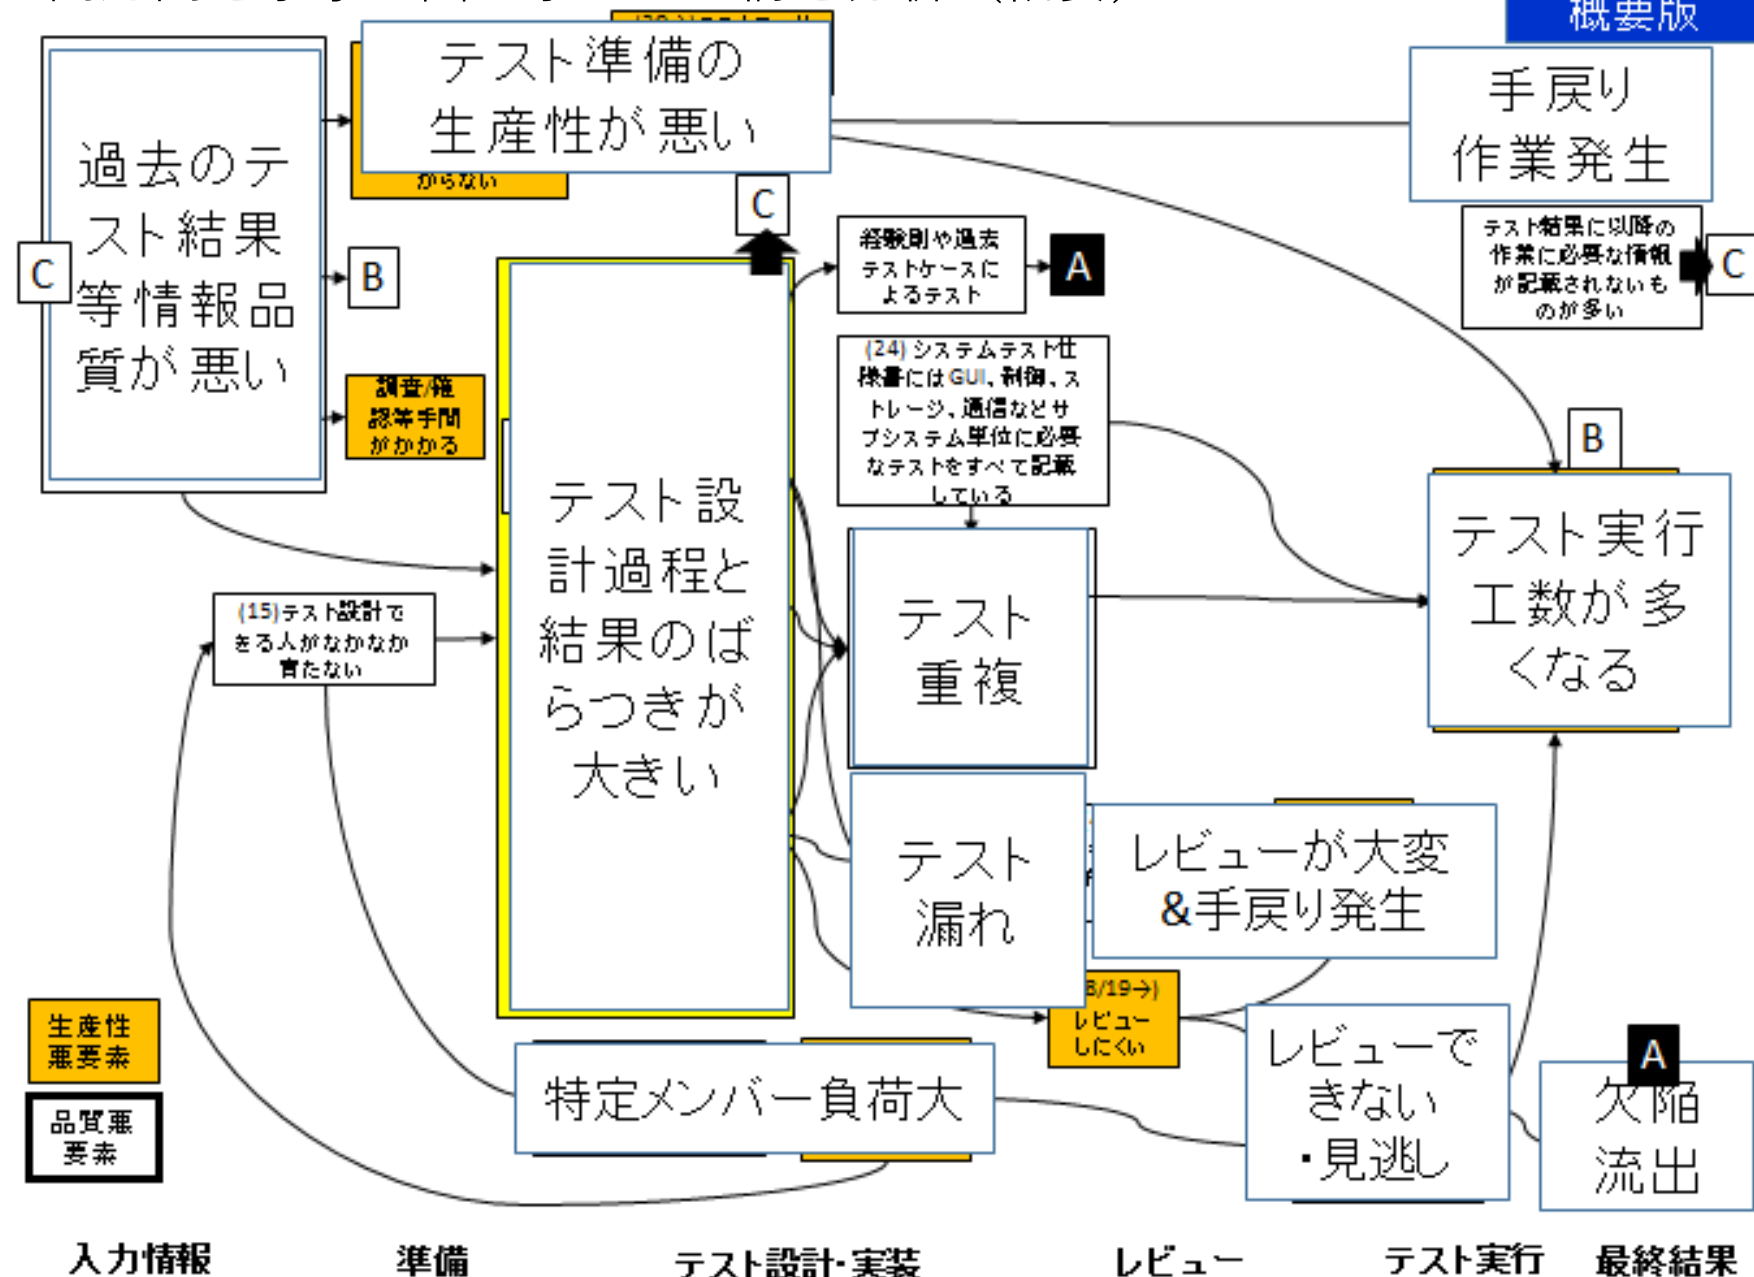 概要版
テスト準備の
生産性が悪い
からない
手戻り
作業発生
過去のテ
スト結果
等情報品
質が悪い
C
B
C
調査/確
認等手間
がかかる
経験則や過去
テストケースに
よるテスト
A
テスト結果に以降の
作業に必要な情報
が記載されないも
のが多い
C
(24)システムテスト仕
様書にはGUI、制御、ス
トレージ、通信などサ
ブシステム単位に必要
なテストをすべて記載
している
B
テスト実行
工数が多
くなる
テスト設
計過程と
結果のば
らつきが
大きい
(15)テスト設計で
きる人がなかなか
育たない
テスト
重複
テスト
漏れ
レビューが大変
&手戻り発生
8/19→)
レビュー
しにくい
レビューで
きない
・見逃し
特定メンバー負荷大
A
欠陥
流出
生産性
悪要素
品質悪
要素
入力情報
準備
テスト設計・実装
レビュー
テスト実行
最終結果